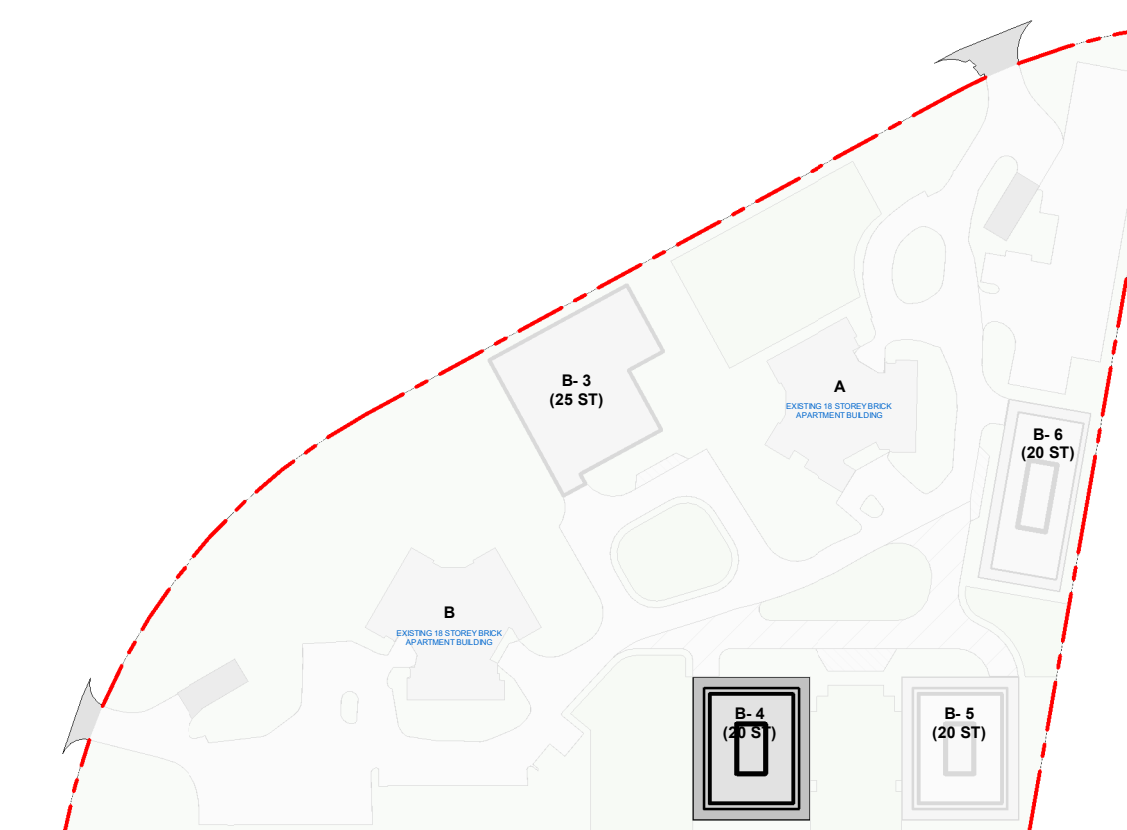 B- 3
(25 ST)
A
EXISTING 18 STOREY BRICK
APARTMENT BUILDING
B- 6
(20 ST)
B
EXISTING 18 STOREY BRICK
APARTMENT BUILDING
B- 4
(20 ST)
B- 5
(20 ST)